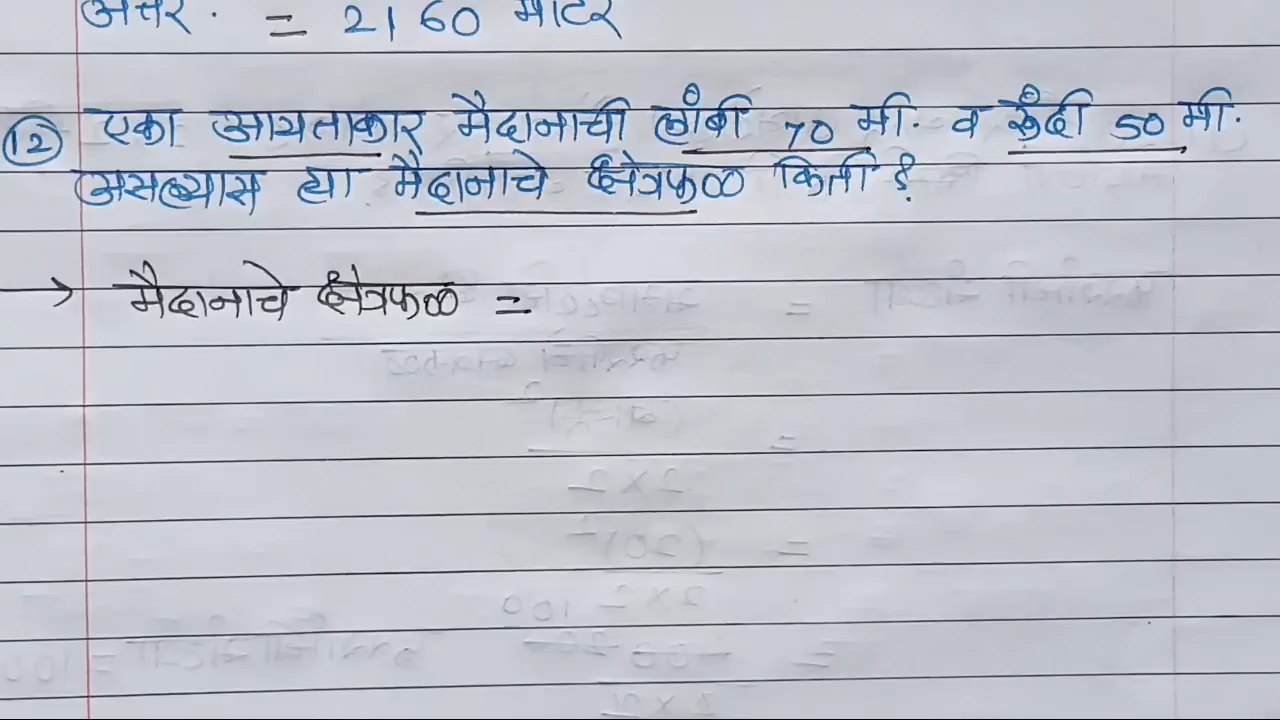 उत्तर. = 2160 मीटर
(12) एका आयताकार मैदानाची लांबी 70 मी. व रुंदी 50 मी.
असल्यास ह्या मैदानाचे क्षेत्रफळ किती ?
→ मैदानाचे क्षेत्रफळ =